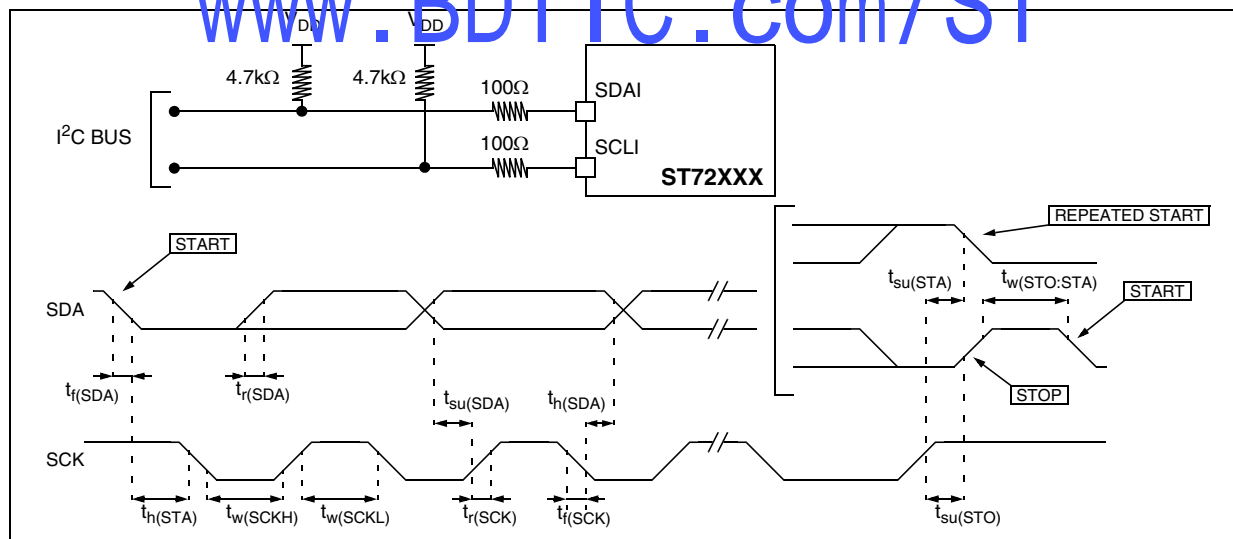 www.BDTIC.com/ST
VDD VDD
4.7kΩ 4.7kΩ
100Ω
SDAI
I2C BUS
100Ω
SCLI
ST72XXX
REPEATED START
START
tsu(STA) tw(STO:STA)
START
SDA
STOP
tf(SDA) tr(SDA)
tsu(SDA) th(SDA)
SCK
th(STA) tw(SCKH) tw(SCKL) tr(SCK) tf(SCK) tsu(STO)